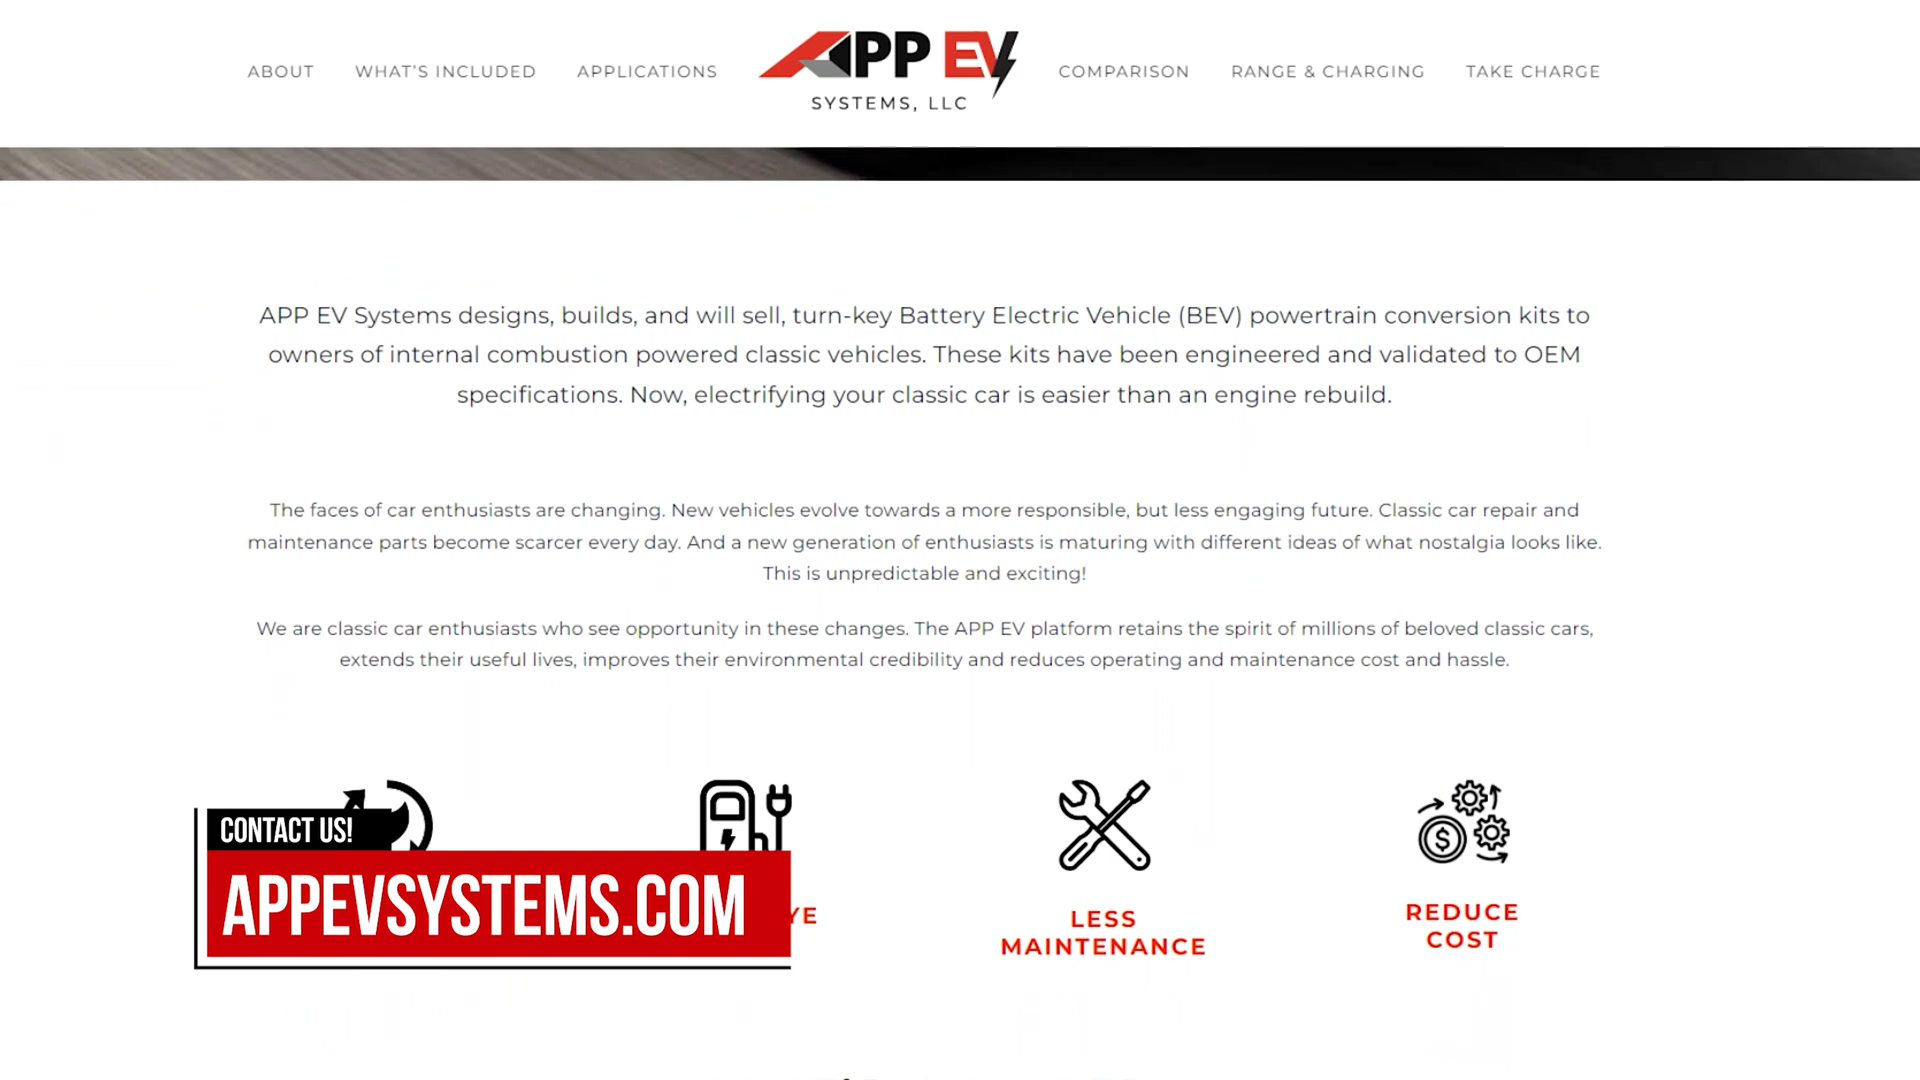 ABOUT
WHAT'S INCLUDED
APPLICATIONS
APP EV
SYSTEMS, LLC
COMPARISON
RANGE & CHARGING
TAKE CHARGE
APP EV Systems designs, builds, and will sell, turn-key Battery Electric Vehicle (BEV) powertrain conversion kits to
owners of internal combustion powered classic vehicles. These kits have been engineered and validated to OEM
specifications. Now, electrifying your classic car is easier than an engine rebuild.
The faces of car enthusiasts are changing. New vehicles evolve towards a more responsible, but less engaging future. Classic car repair and
maintenance parts become scarcer every day. And a new generation of enthusiasts is maturing with different ideas of what nostalgia looks like.
This is unpredictable and exciting!
We are classic car enthusiasts who see opportunity in these changes. The APP EV platform retains the spirit of millions of beloved classic cars,
extends their useful lives, improves their environmental credibility and reduces operating and maintenance cost and hassle.
CONTACT US!
APPEVSYSTEMS.COM
LESS
MAINTENANCE
REDUCE
COST